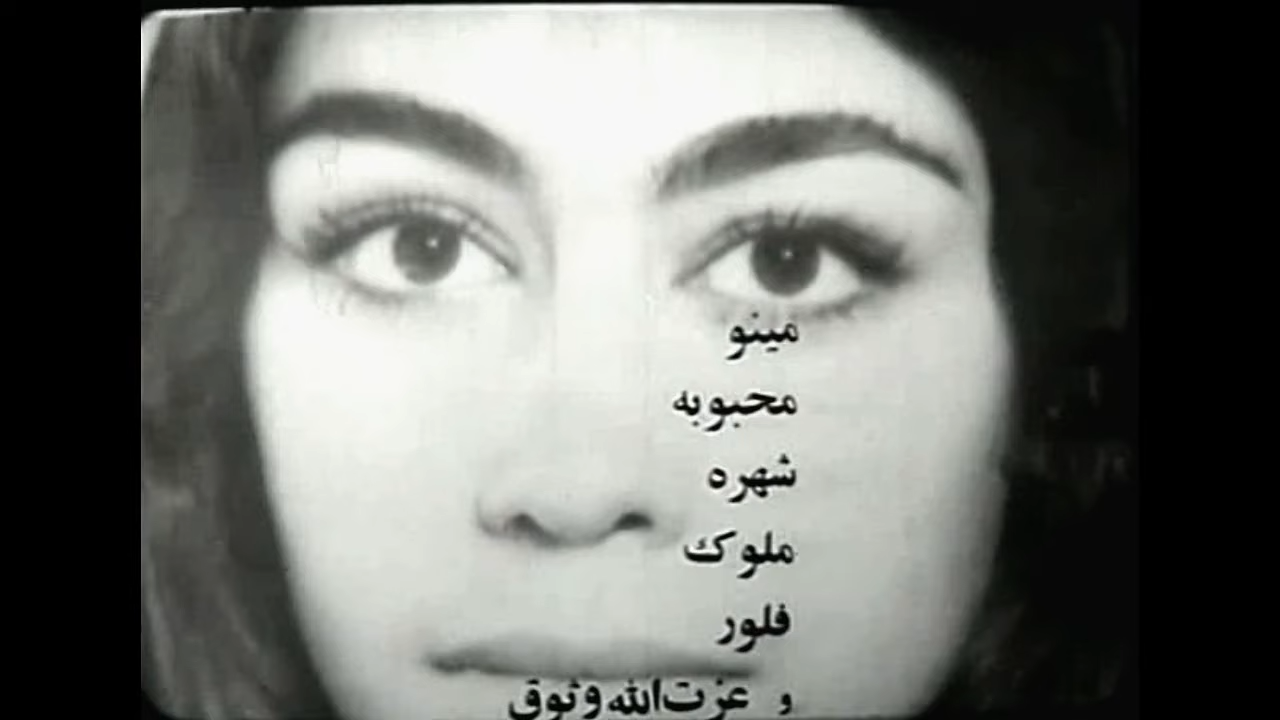 مینو
محبوبه
شهره
ملوک
فلور
و عزت‌الله وثوق